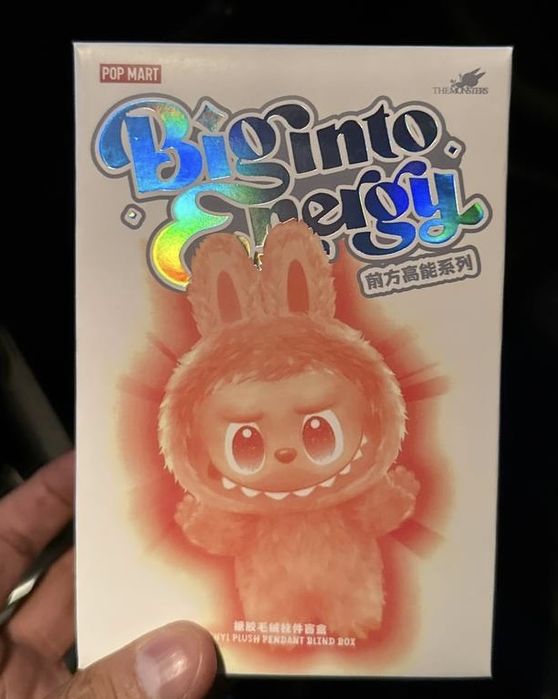 POP MART
THE MONSTERS
Big into
Energy
前方高能系列
搪胶毛绒挂件盲盒
VINYL PLUSH PENDANT BLIND BOX